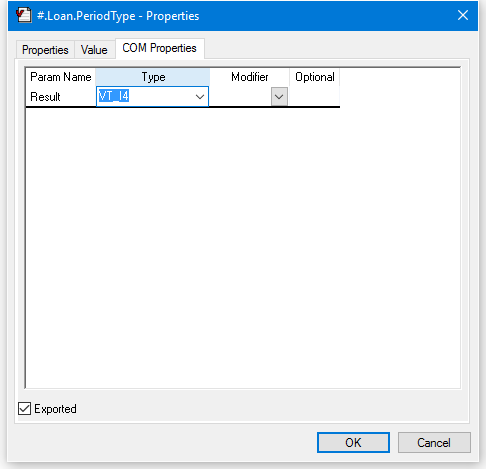 #.Loan.PeriodType - Properties
Properties Value COM Properties
Param Name Type Modifier Optional
Result VT_I4
Exported
OK Cancel